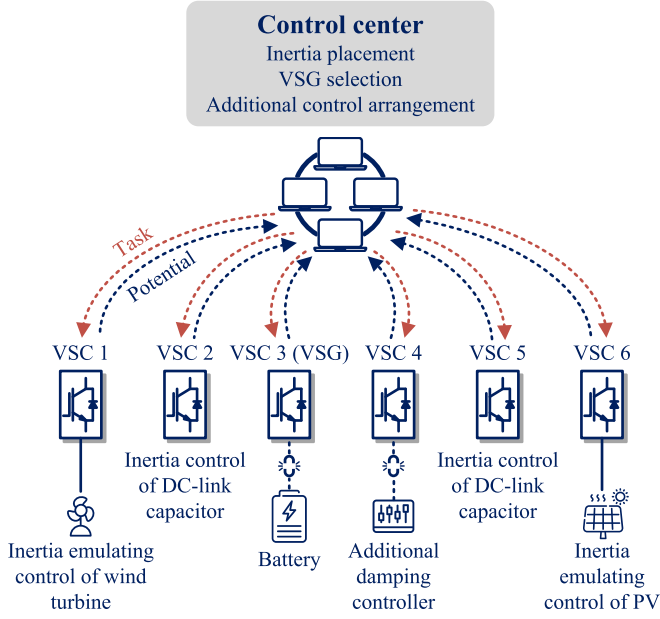 Control center
Inertia placement
VSG selection
Additional control arrangement
Task
Potential
VSC 1
VSC 2
VSC 3 (VSG)
VSC 4
VSC 5
VSC 6
Inertia control
of DC-link
capacitor
Inertia control
of DC-link
capacitor
Inertia emulating
control of wind
turbine
Battery
Additional
damping
controller
Inertia
emulating
control of PV